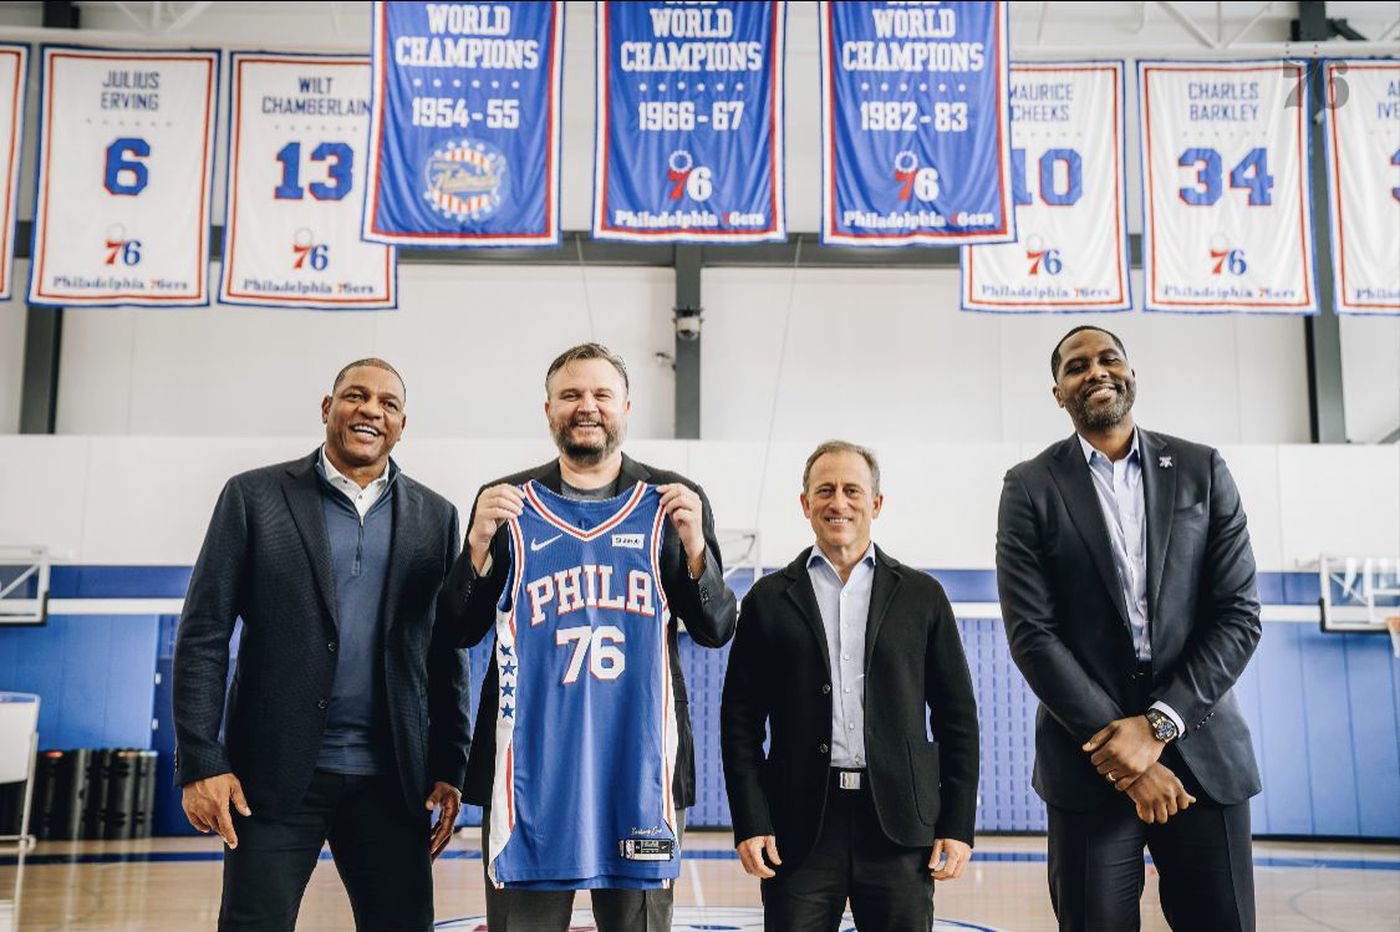 JULIUS
ERVING
6
76
Philadelphia 76ers
WILT
CHAMBERLAIN
13
76
Philadelphia 76ers
WORLD
CHAMPIONS
1954-55
WORLD
CHAMPIONS
1966-67
76
Philadelphia 76ers
WORLD
CHAMPIONS
1982-83
76
Philadelphia 76ers
MAURICE
CHEEKS
10
76
Philadelphia 76ers
CHARLES
BARKLEY
34
76
Philadelphia 76ers
76
StubHub
PHILA
76